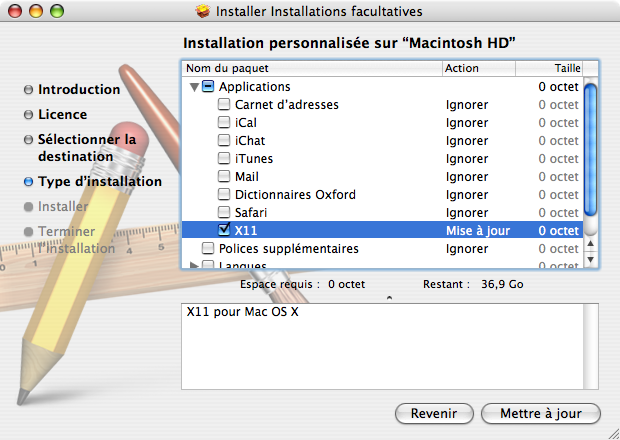 Installer Installations facultatives
Installation personnalisée sur “Macintosh HD”
Introduction
Licence
Sélectionner la
destination
Type d’installation
Installer
Terminer
l’installation
Nom du paquet Action Taille
Applications 0 octet
Carnet d’adresses Ignorer 0 octet
iCal Ignorer 0 octet
iChat Ignorer 0 octet
iTunes Ignorer 0 octet
Mail Ignorer 0 octet
Dictionnaires Oxford Ignorer 0 octet
Safari Ignorer 0 octet
X11 Mise à jour 0 octet
Polices supplémentaires Ignorer 0 octet
Langues Ignorer 0 octet
Espace requis : 0 octet Restant : 36,9 Go
X11 pour Mac OS X
Revenir Mettre à jour